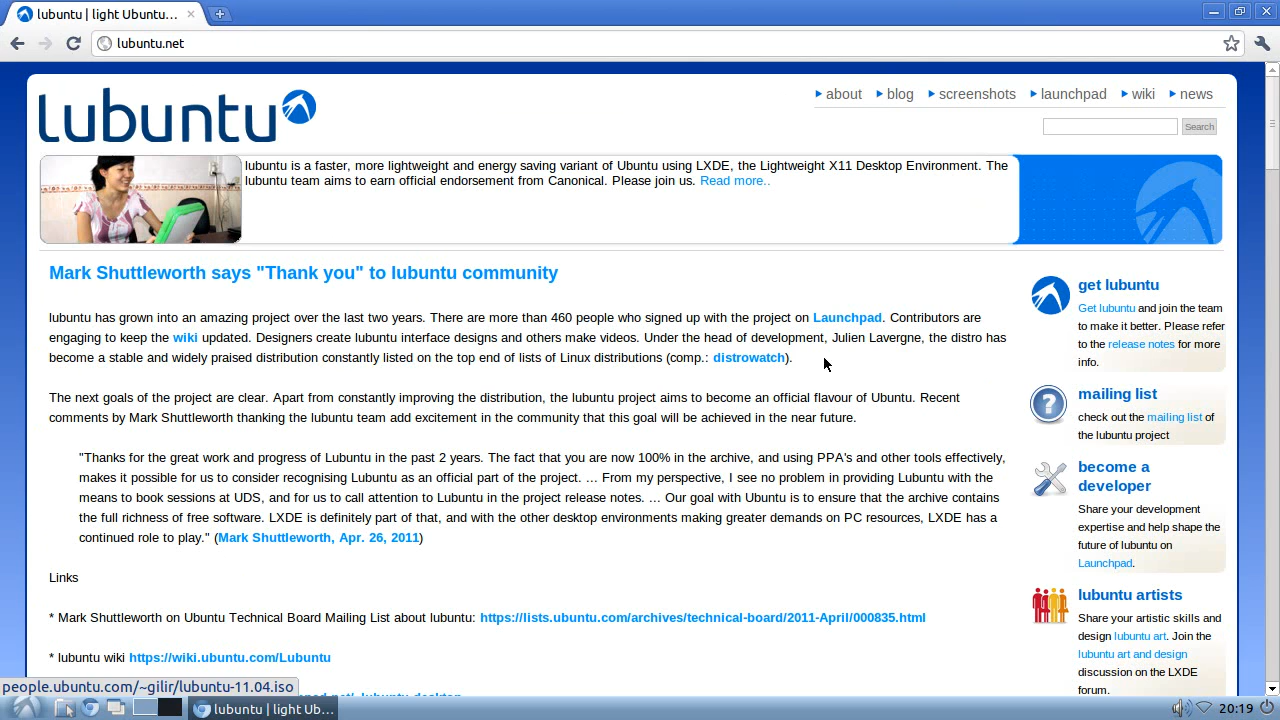 lubuntu | light Ubuntu...
lubuntu.net
lubuntu
about blog screenshots launchpad wiki news
Search
lubuntu is a faster, more lightweight and energy saving variant of Ubuntu using LXDE, the Lightweight X11 Desktop Environment. The
lubuntu team aims to earn official endorsement from Canonical. Please join us. Read more..
Mark Shuttleworth says "Thank you" to lubuntu community
lubuntu has grown into an amazing project over the last two years. There are more than 460 people who signed up with the project on Launchpad. Contributors are
engaging to keep the wiki updated. Designers create lubuntu interface designs and others make videos. Under the head of development, Julien Lavergne, the distro has
become a stable and widely praised distribution constantly listed on the top end of lists of Linux distributions (comp.: distrowatch).
The next goals of the project are clear. Apart from constantly improving the distribution, the lubuntu project aims to become an official flavour of Ubuntu. Recent
comments by Mark Shuttleworth thanking the lubuntu team add excitement in the community that this goal will be achieved in the near future.
"Thanks for the great work and progress of Lubuntu in the past 2 years. The fact that you are now 100% in the archive, and using PPA's and other tools effectively,
makes it possible for us to consider recognising Lubuntu as an official part of the project. ... From my perspective, I see no problem in providing Lubuntu with the
means to book sessions at UDS, and for us to call attention to Lubuntu in the project release notes. ... Our goal with Ubuntu is to ensure that the archive contains
the full richness of free software. LXDE is definitely part of that, and with the other desktop environments making greater demands on PC resources, LXDE has a
continued role to play." (Mark Shuttleworth, Apr. 26, 2011)
Links
* Mark Shuttleworth on Ubuntu Technical Board Mailing List about lubuntu: https://lists.ubuntu.com/archives/technical-board/2011-April/000835.html
* lubuntu wiki https://wiki.ubuntu.com/Lubuntu
get lubuntu
Get lubuntu and join the team
to make it better. Please refer
to the release notes for more
info.
mailing list
check out the mailing list of
the lubuntu project
become a
developer
Share your development
expertise and help shape the
future of lubuntu on
Launchpad.
lubuntu artists
Share your artistic skills and
design lubuntu art. Join the
lubuntu art and design
discussion on the LXDE
forum.
people.ubuntu.com/~gilir/lubuntu-11.04.iso
lubuntu | light Ub...
20:19